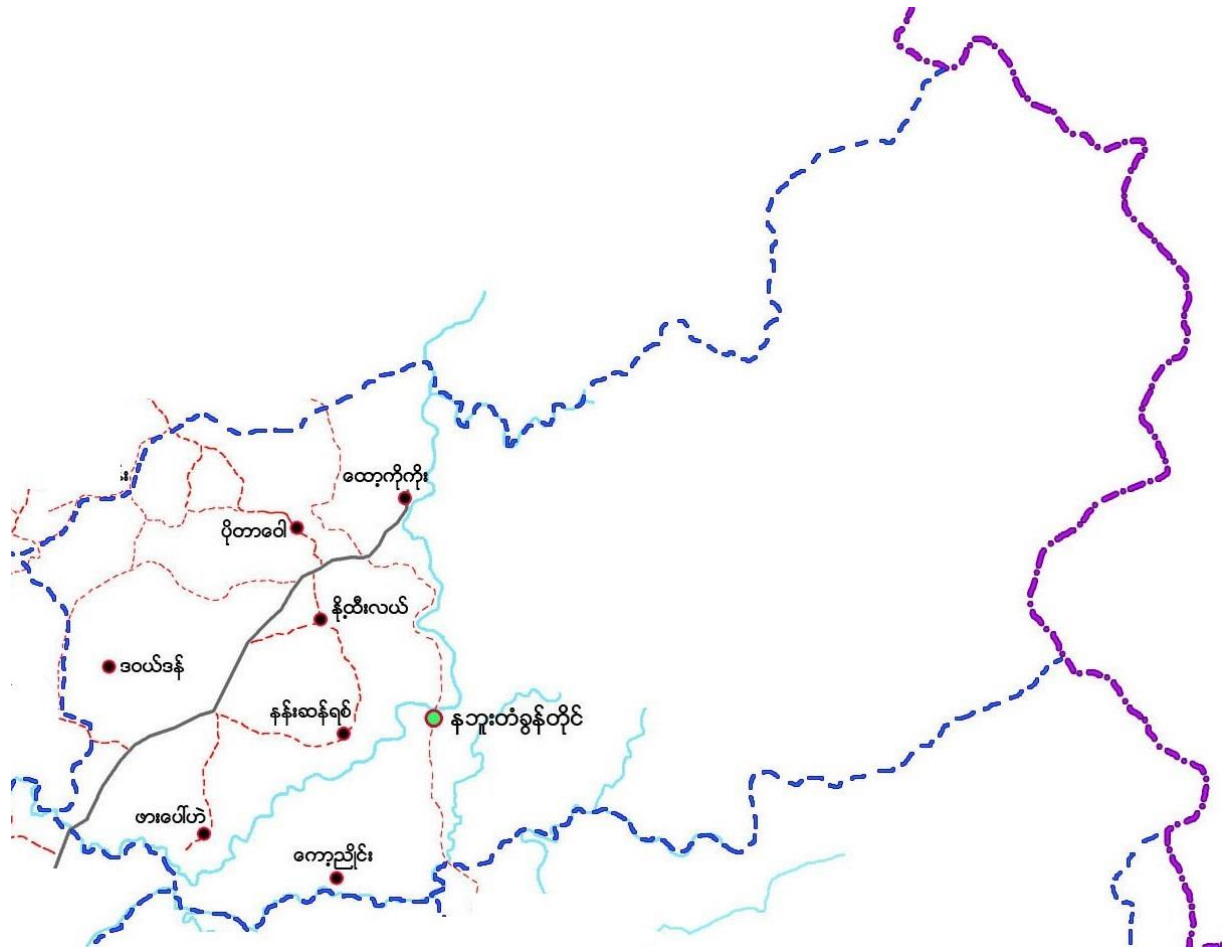 ထော့ကိုကိုး
ပိုတာဝေါ
နို့ထီးလယ်
ဒဝယ်ဒန်
နန်းဆန်ရစ်
နဘူးတံခွန်တိုင်
ဖားပေါ်ဟဲ
ကော့ညိုင်း